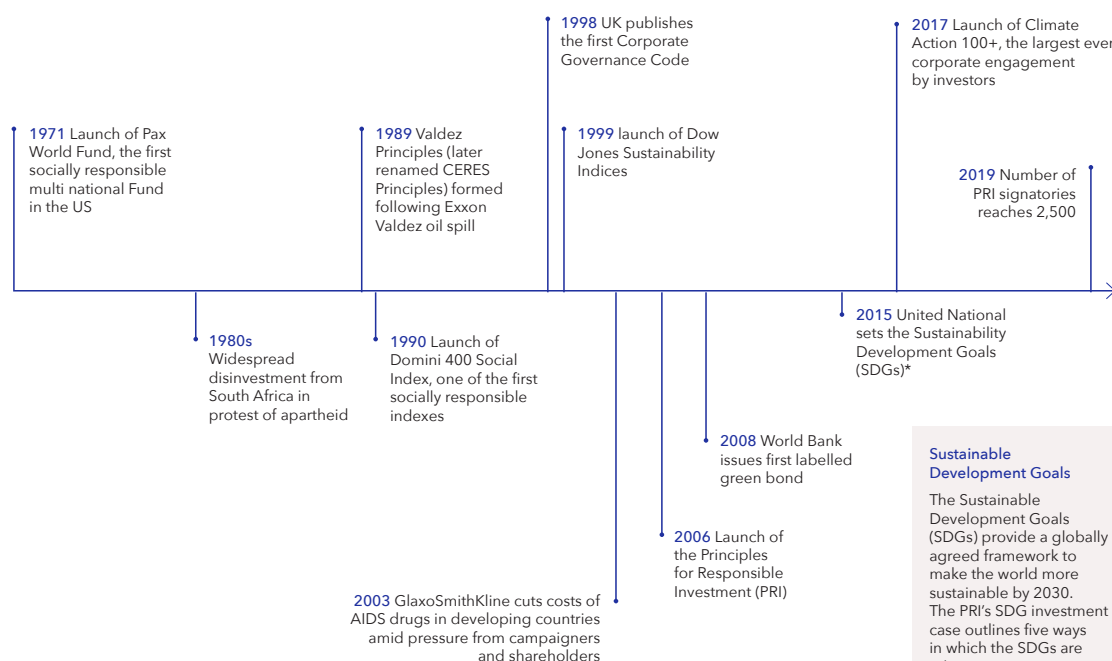 1998 UK publishes
the first Corporate
Governance Code
2017 Launch of Climate
Action 100+, the largest ever
corporate engagement
by investors
1971 Launch of Pax
World Fund, the first
socially responsible
multi national Fund
in the US
1989 Valdez
Principles (later
renamed CERES
Principles) formed
following Exxon
Valdez oil spill
1999 launch of Dow
Jones Sustainability
Indices
2019 Number of
PRI signatories
reaches 2,500
1980s
Widespread
disinvestment from
South Africa in
protest of apartheid
1990 Launch of
Domini 400 Social
Index, one of the first
socially responsible
indexes
2015 United National
sets the Sustainability
Development Goals
(SDGs)*
2008 World Bank
issues first labelled
green bond
2006 Launch of
the Principles
for Responsible
Investment (PRI)
2003 GlaxoSmithKline cuts costs of
AIDS drugs in developing countries
amid pressure from campaigners
and shareholders
Sustainable
Development Goals
The Sustainable
Development Goals
(SDGs) provide a globally
agreed framework to
make the world more
sustainable by 2030.
The PRI's SDG investment
case outlines five ways
in which the SDGs are